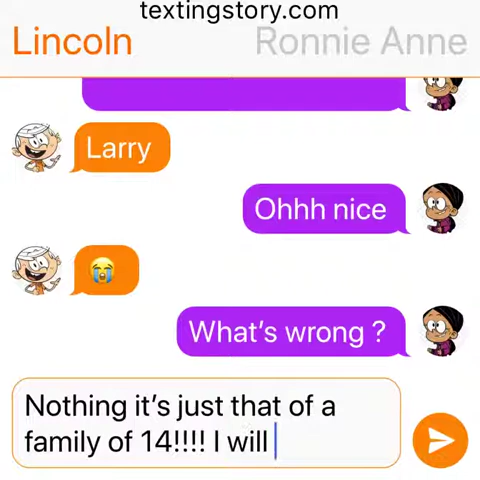 textingstory.com
Lincoln
Ronnie Anne
Larry
Ohhh nice
😭
What's wrong ?
Nothing it's just that of a
family of 14!!!! I will